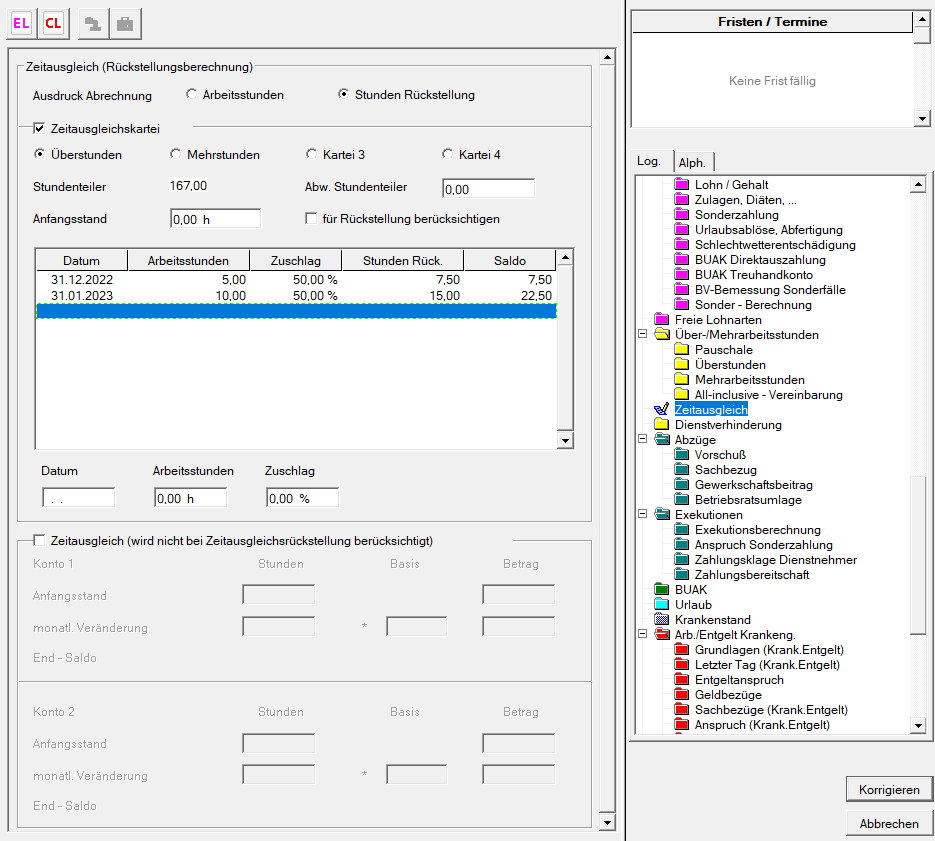 EL CL
Zeitausgleich (Rückstellungsberechnung)
Ausdruck Abrechnung Arbeitsstunden Stunden Rückstellung
Zeitausgleichskartei
Überstunden Mehrstunden Kartei 3 Kartei 4
Stundenteiler 167,00 Abw. Stundenteiler 0,00
Anfangsstand 0,00 h für Rückstellung berücksichtigen
Datum Arbeitsstunden Zuschlag Stunden Rück. Saldo
31.12.2022 5,00 50,00 % 7,50 7,50
31.01.2023 10,00 50,00 % 15,00 22,50
Datum Arbeitsstunden Zuschlag
. . 0,00 h 0,00 %
Zeitausgleich (wird nicht bei Zeitausgleichsrückstellung berücksichtigt)
Konto 1 Stunden Basis Betrag
Anfangsstand
monatl. Veränderung *
End - Saldo
Konto 2 Stunden Basis Betrag
Anfangsstand
monatl. Veränderung *
End - Saldo
Fristen / Termine
Keine Frist fällig
Log. Alph.
Lohn / Gehalt
Zulagen, Diäten, ...
Sonderzahlung
Urlaubsablöse, Abfertigung
Schlechtwetterentschädigung
BUAK Direktauszahlung
BUAK Treuhandkonto
BV-Bemessung Sonderfälle
Sonder - Berechnung
Freie Lohnarten
Über-/Mehrarbeitsstunden
Pauschale
Überstunden
Mehrarbeitsstunden
All-inclusive - Vereinbarung
Zeitausgleich
Dienstverhinderung
Abzüge
Vorschuß
Sachbezug
Gewerkschaftsbeitrag
Betriebsratsumlage
Exekutionen
Exekutionsberechnung
Anspruch Sonderzahlung
Zahlungsklage Dienstnehmer
Zahlungsbereitschaft
BUAK
Urlaub
Krankenstand
Arb./Entgelt Krankeng.
Grundlagen (Krank.Entgelt)
Letzter Tag (Krank.Entgelt)
Entgeltanspruch
Geldbezüge
Sachbezüge (Krank.Entgelt)
Anspruch (Krank.Entgelt)
Korrigieren
Abbrechen